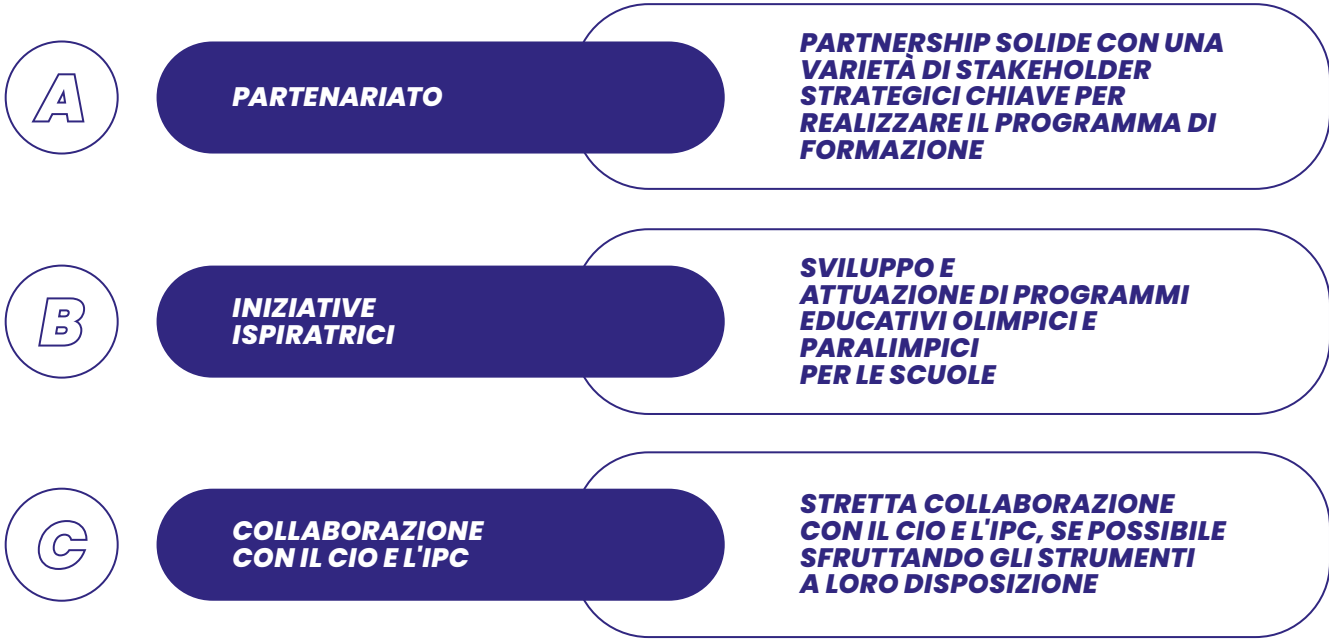 A
PARTENARIATO
PARTNERSHIP SOLIDE CON UNA
VARIETÀ DI STAKEHOLDER
STRATEGICI CHIAVE PER
REALIZZARE IL PROGRAMMA DI
FORMAZIONE
B
INIZIATIVE
ISPIRATRICI
SVILUPPO E
ATTUAZIONE DI PROGRAMMI
EDUCATIVI OLIMPICI E
PARALIMPICI
PER LE SCUOLE
C
COLLABORAZIONE
CON IL CIO E L'IPC
STRETTA COLLABORAZIONE
CON IL CIO E L'IPC, SE POSSIBILE
SFRUTTANDO GLI STRUMENTI
A LORO DISPOSIZIONE